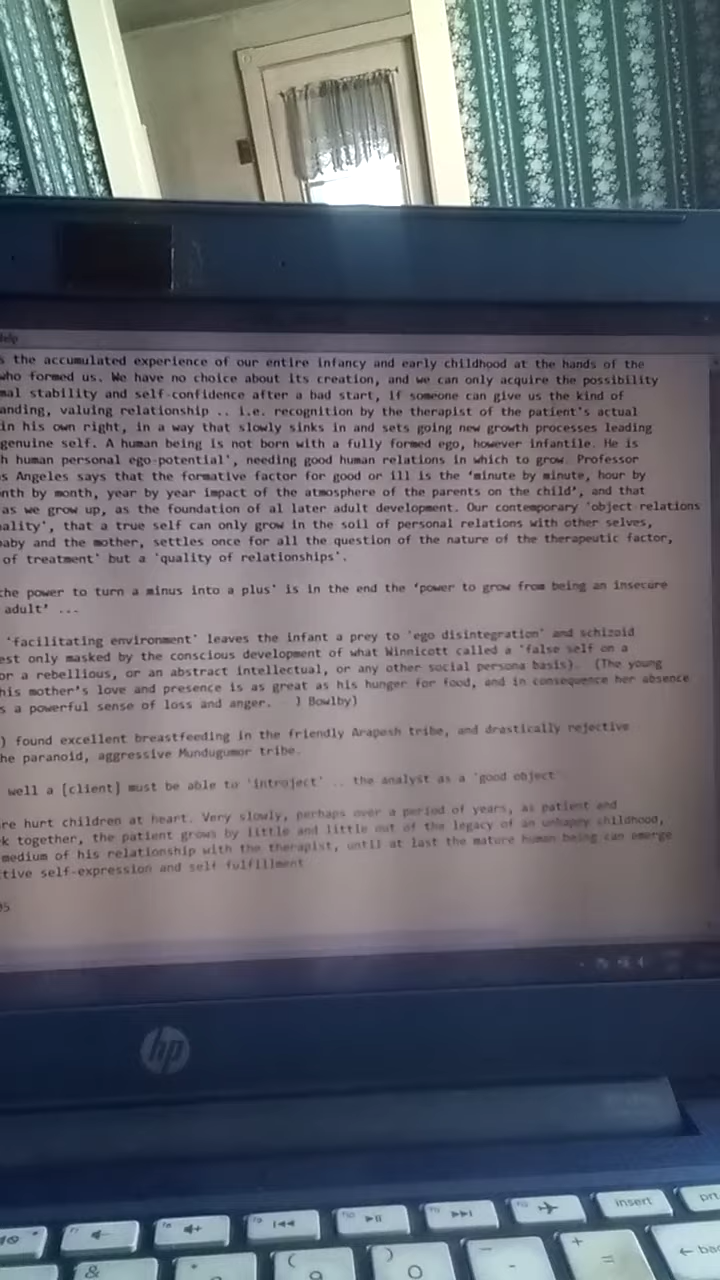 Help
s the accumulated experience of our entire infancy and early childhood at the hands of the
who formed us. We have no choice about its creation, and we can only acquire the possibility
mal stability and self-confidence after a bad start, if someone can give us the kind of
anding, valuing relationship .. i.e. recognition by the therapist of the patient's actual
in his own right, in a way that slowly sinks in and sets going new growth processes leading
genuine self. A human being is not born with a fully formed ego, however infantile. He is
h human personal ego-potential', needing good human relations in which to grow. Professor
s Angeles says that the formative factor for good or ill is the 'minute by minute, hour by
nth by month, year by year impact of the atmosphere of the parents on the child', and that
as we grow up, as the foundation of al later adult development. Our contemporary 'object-relations
ality', that a true self can only grow in the soil of personal relations with other selves,
baby and the mother, settles once for all the question of the nature of the therapeutic factor,
of treatment' but a 'quality of relationships'.
the power to turn a minus into a plus' is in the end the 'power to grow from being an insecure
adult' ...
'facilitating environment' leaves the infant a prey to 'ego disintegration' and schizoid
est only masked by the conscious development of what Winnicott called a 'false self on a
or a rebellious, or an abstract intellectual, or any other social persona basis). (The young
his mother's love and presence is as great as his hunger for food, and in consequence her absence
s a powerful sense of loss and anger. J Bowlby)
) found excellent breastfeeding in the friendly Arapesh tribe, and drastically rejective
he paranoid, aggressive Mundugumor tribe.
well a [client] must be able to 'introject' .. the analyst as a 'good object'
re hurt children at heart. Very slowly, perhaps over a period of years, as patient and
k together, the patient grows by little and little out of the legacy of an unhappy childhood,
medium of his relationship with the therapist, until at last the mature human being can emerge
tive self-expression and self fulfillment
95
hp
insert
prt
&
*
(
9
)
0
-
+
=
bac